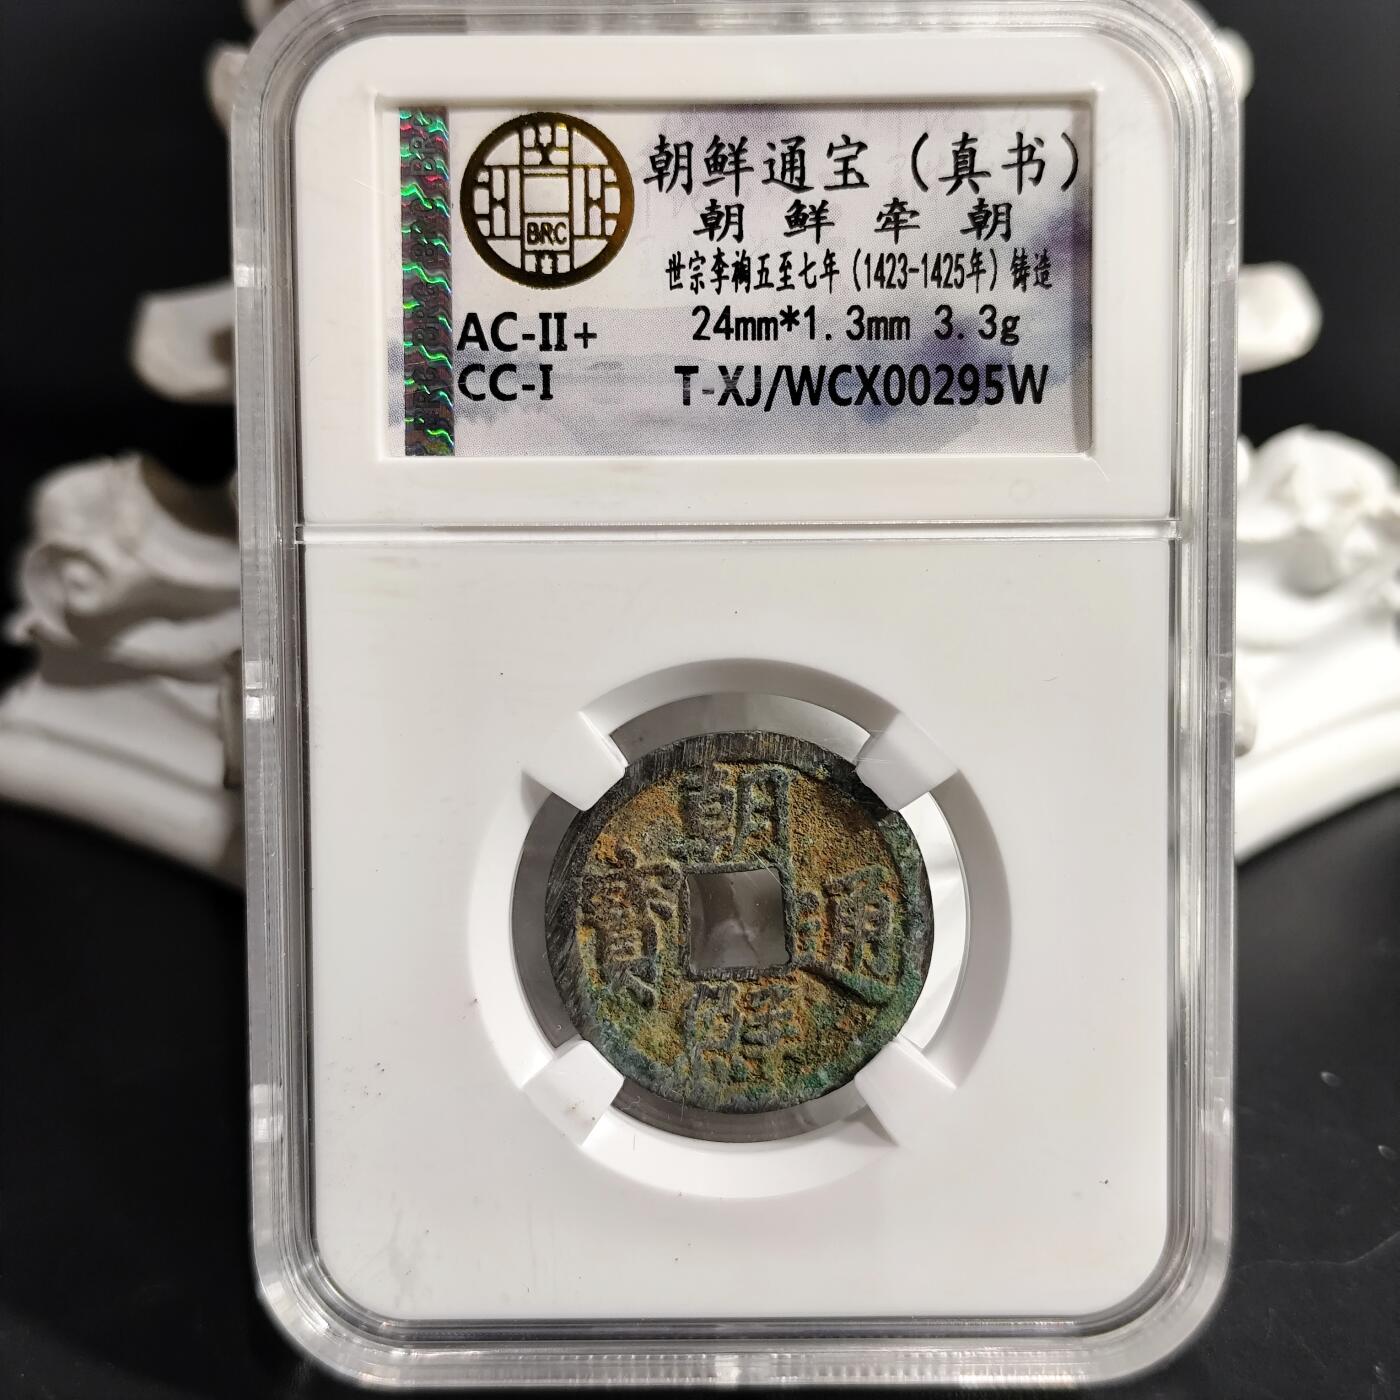 BRC
朝鲜通宝（真书）
朝鲜李朝
世宗李裪五至七年（1423-1425年）铸造
AC-II+
24mm*1.3mm 3.3g
CC-I
T-XJ/WCX00295W
朝
寳 通
鮮